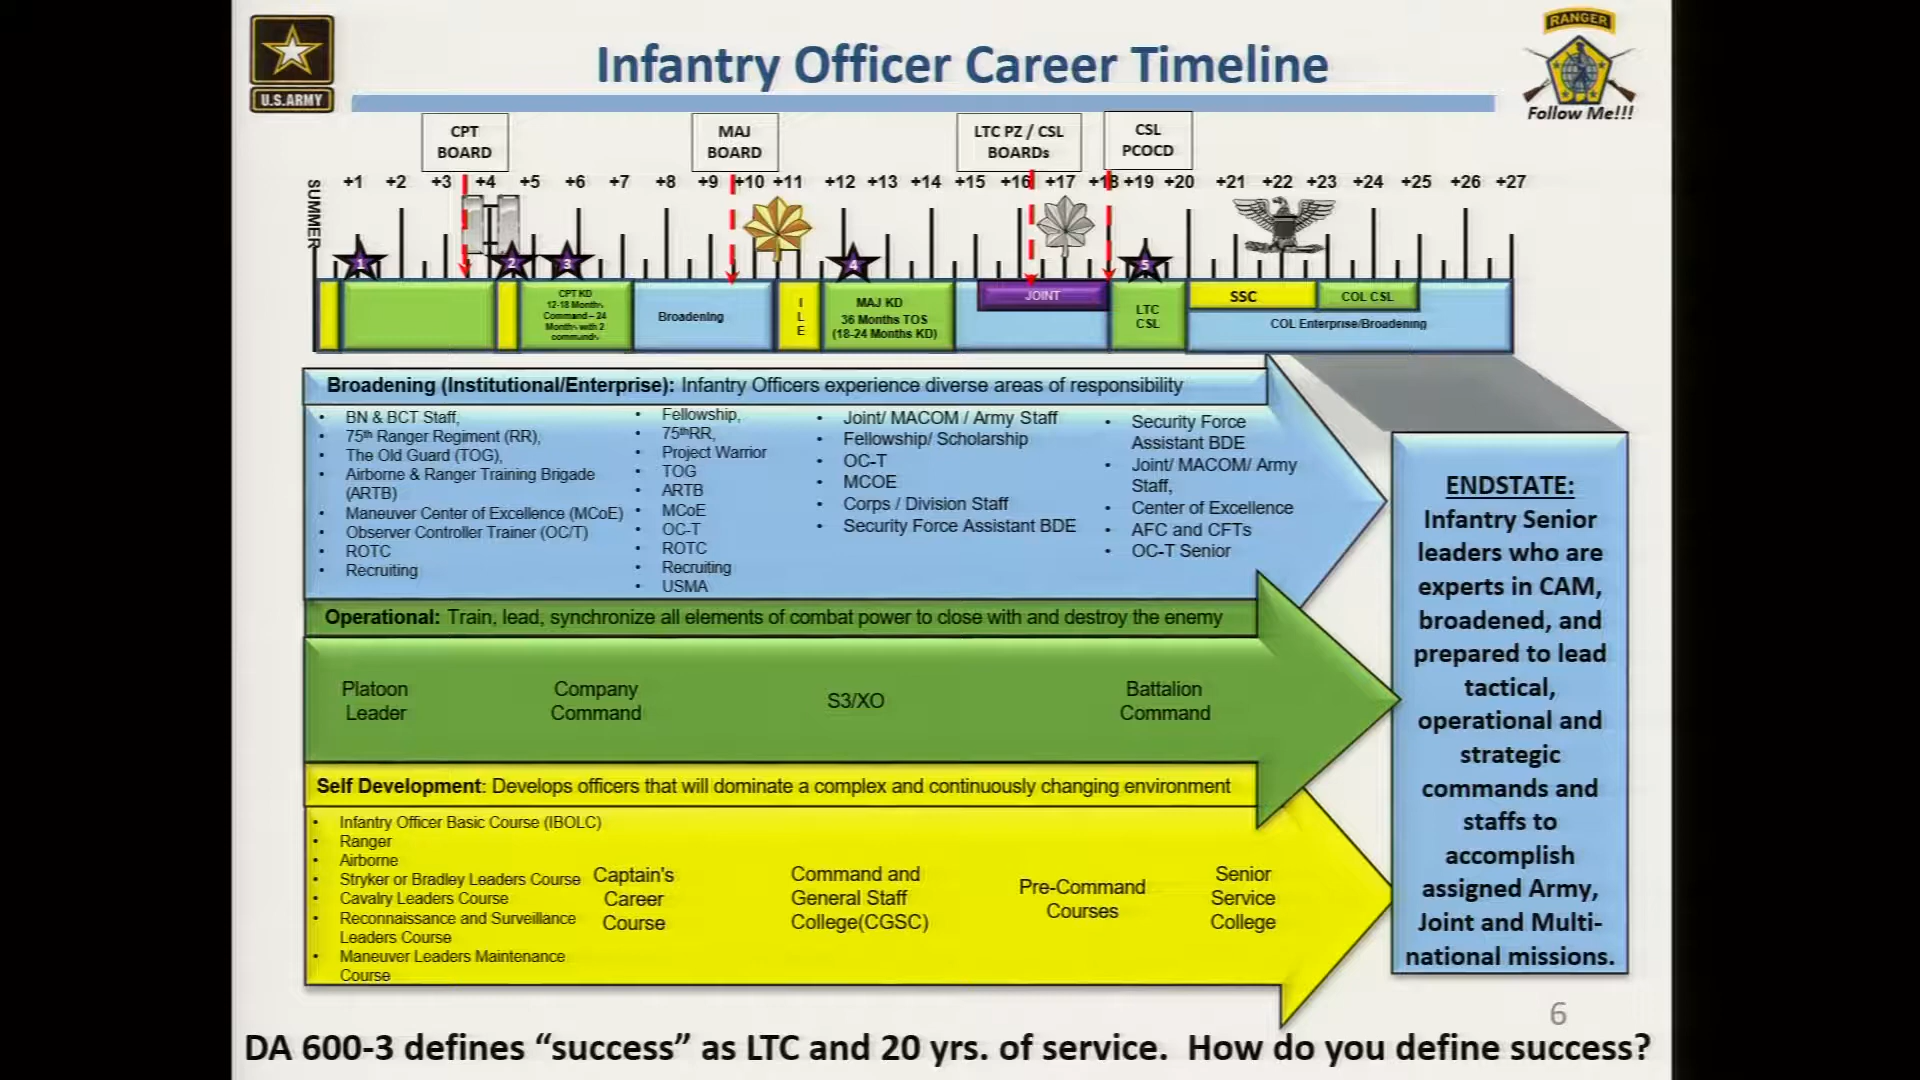 U.S.ARMY
Infantry Officer Career Timeline
RANGER
Follow Me!!!
CPT
BOARD
MAJ
BOARD
LTC PZ / CSL
BOARDs
CSL
PCOCD
SUMMER
+1 +2 +3 +4 +5 +6 +7 +8 +9 +10 +11 +12 +13 +14 +15 +16 +17 +18 +19 +20 +21 +22 +23 +24 +25 +26 +27
1 2 3 4 5
CPT KD
12-18 Months
Command – 24
Months with 2
commands
Broadening
I
L
E
MAJ KD
36 Months TOS
(18-24 Months KD)
JOINT
LTC
CSL
SSC
COL CSL
COL Enterprise/Broadening
Broadening (Institutional/Enterprise): Infantry Officers experience diverse areas of responsibility
• BN & BCT Staff,
• 75th Ranger Regiment (RR),
• The Old Guard (TOG),
• Airborne & Ranger Training Brigade
(ARTB)
• Maneuver Center of Excellence (MCoE)
• Observer Controller Trainer (OC/T)
• ROTC
• Recruiting
• Fellowship,
• 75thRR,
• Project Warrior
• TOG
• ARTB
• MCoE
• OC-T
• ROTC
• Recruiting
• USMA
• Joint/ MACOM / Army Staff
• Fellowship/ Scholarship
• OC-T
• MCOE
• Corps / Division Staff
• Security Force Assistant BDE
• Security Force
Assistant BDE
• Joint/ MACOM/ Army
Staff,
• Center of Excellence
• AFC and CFTs
• OC-T Senior
Operational: Train, lead, synchronize all elements of combat power to close with and destroy the enemy
Platoon
Leader
Company
Command
S3/XO
Battalion
Command
Self Development: Develops officers that will dominate a complex and continuously changing environment
• Infantry Officer Basic Course (IBOLC)
• Ranger
• Airborne
• Stryker or Bradley Leaders Course
• Cavalry Leaders Course
• Reconnaissance and Surveillance
Leaders Course
• Maneuver Leaders Maintenance
Course
Captain's
Career
Course
Command and
General Staff
College(CGSC)
Pre-Command
Courses
Senior
Service
College
ENDSTATE:
Infantry Senior
leaders who are
experts in CAM,
broadened, and
prepared to lead
tactical,
operational and
strategic
commands and
staffs to
accomplish
assigned Army,
Joint and Multi-
national missions.
6
DA 600-3 defines “success” as LTC and 20 yrs. of service. How do you define success?